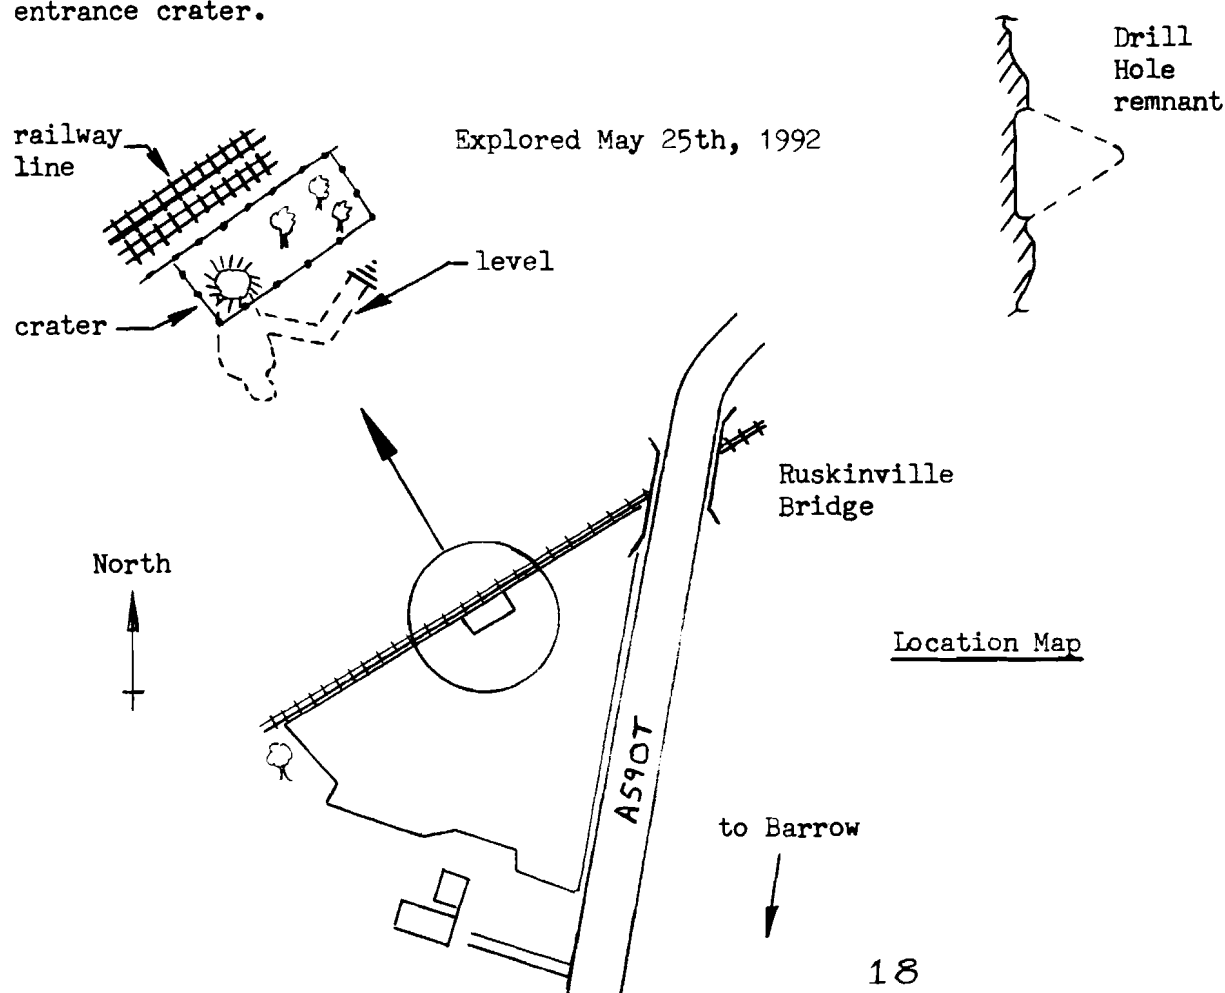 entrance crater.
Drill
Hole
remnant
railway
line
Explored May 25th, 1992
level
crater
Ruskinville
Bridge
North
Location Map
A590T
to Barrow
18